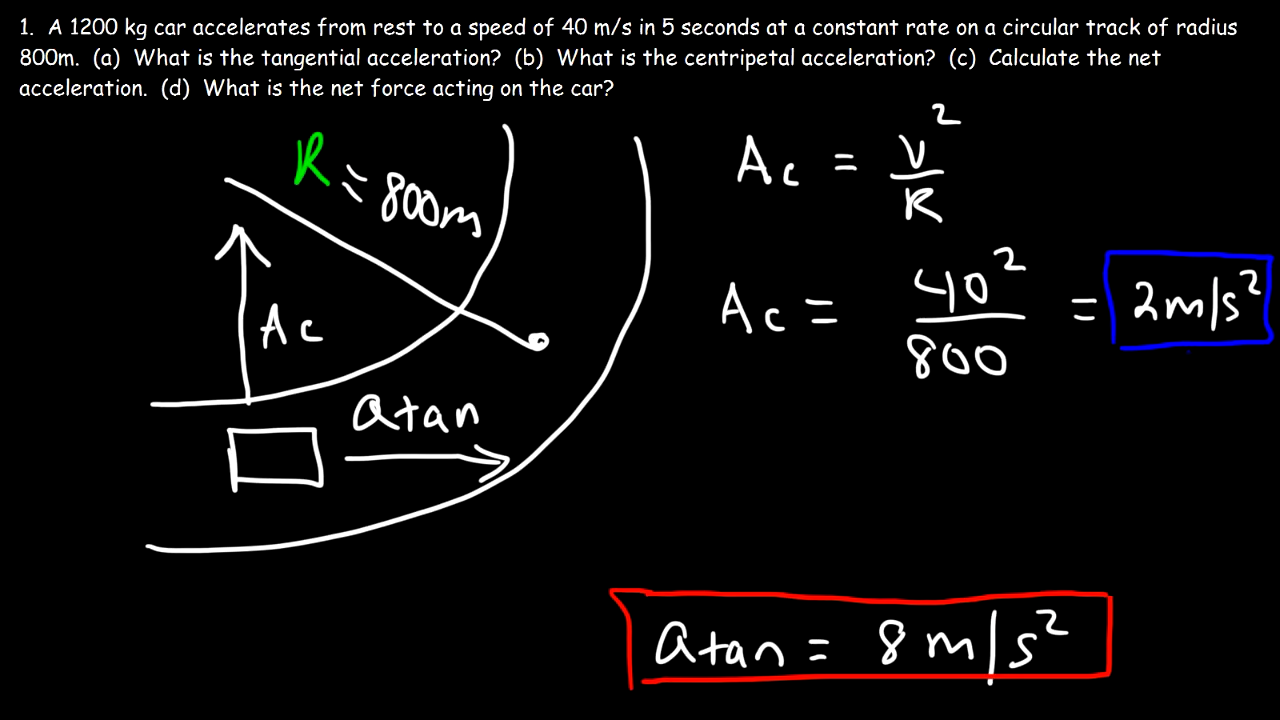 1. A 1200 kg car accelerates from rest to a speed of 40 m/s in 5 seconds at a constant rate on a circular track of radius
800m. (a) What is the tangential acceleration? (b) What is the centripetal acceleration? (c) Calculate the net
acceleration. (d) What is the net force acting on the car?
R = 800m
Ac
atan
Ac = v²/R
Ac = 40²/800 = 2m/s²
atan = 8 m/s²